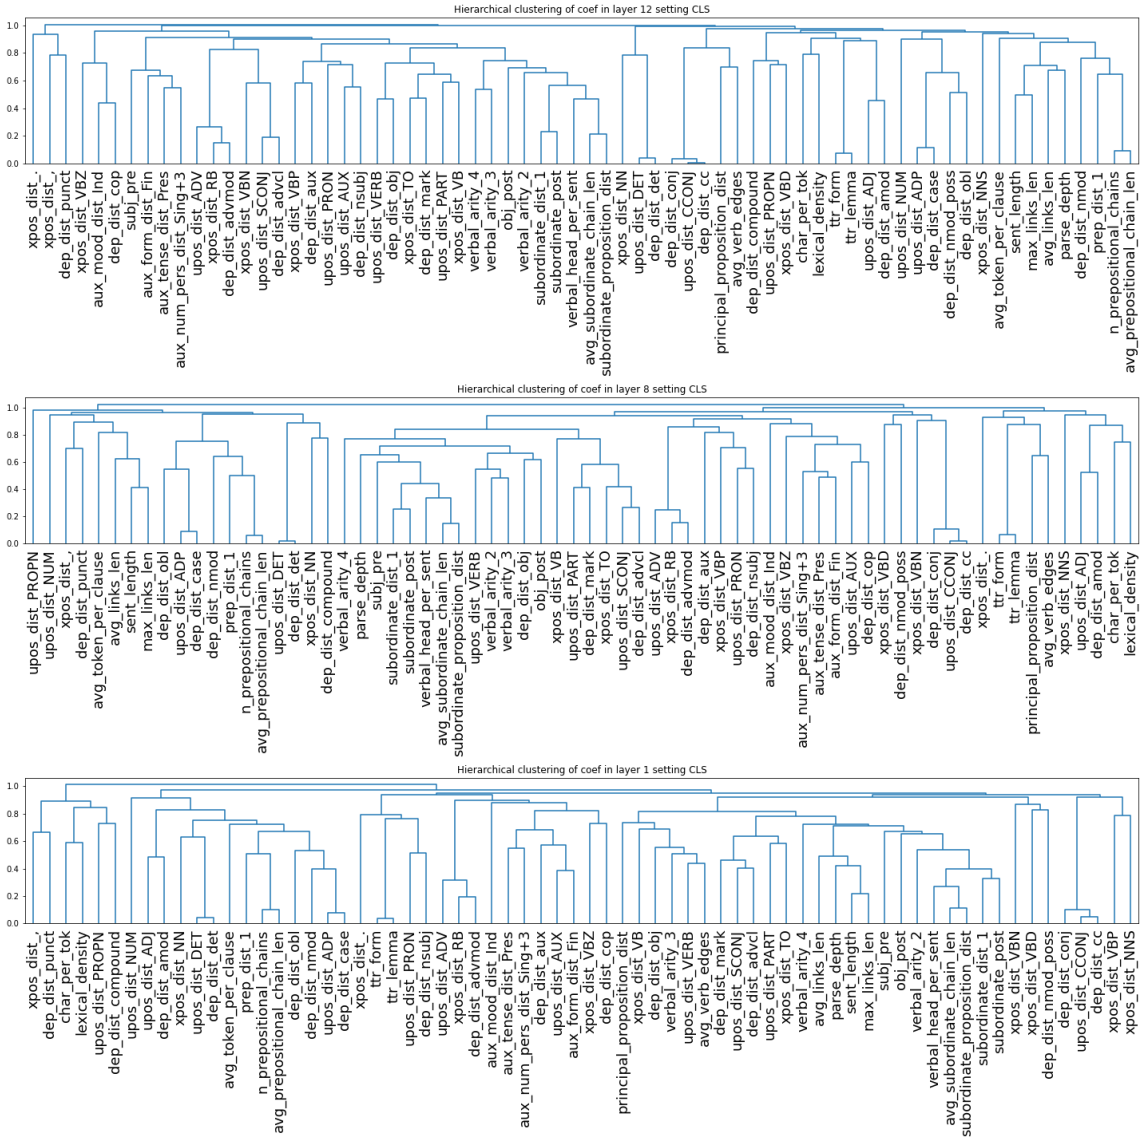 Hierarchical clustering of coef in layer 12 setting CLS
1.0
0.8
0.6
0.4
0.2
0.0
xpos_dist_.
xpos_dist_,
dep_dist_punct
xpos_dist_VBZ
aux_mood_dist_Ind
dep_dist_cop
subj_pre
aux_form_dist_Fin
aux_tense_dist_Pres
aux_num_pers_dist_Sing+3
upos_dist_ADV
xpos_dist_RB
dep_dist_advmod
xpos_dist_VBN
upos_dist_SCONJ
dep_dist_advcl
xpos_dist_VBP
dep_dist_aux
upos_dist_PRON
upos_dist_AUX
dep_dist_nsubj
upos_dist_VERB
dep_dist_obj
xpos_dist_TO
dep_dist_mark
upos_dist_PART
xpos_dist_VB
verbal_arity_4
verbal_arity_3
obj_post
verbal_arity_2
subordinate_dist_1
subordinate_post
verbal_head_per_sent
avg_subordinate_chain_len
subordinate_proposition_dist
xpos_dist_NN
upos_dist_DET
dep_dist_det
dep_dist_conj
upos_dist_CCONJ
dep_dist_cc
principal_proposition_dist
avg_verb_edges
dep_dist_compound
upos_dist_PROPN
xpos_dist_VBD
char_per_tok
lexical_density
ttr_form
ttr_lemma
upos_dist_ADJ
dep_dist_amod
upos_dist_NUM
upos_dist_ADP
dep_dist_case
dep_dist_nmod_poss
dep_dist_obl
xpos_dist_NNS
avg_token_per_clause
sent_length
max_links_len
avg_links_len
parse_depth
dep_dist_nmod
prep_dist_1
n_prepositional_chains
avg_prepositional_chain_len
Hierarchical clustering of coef in layer 8 setting CLS
1.0
0.8
0.6
0.4
0.2
0.0
upos_dist_PROPN
upos_dist_NUM
xpos_dist_,
dep_dist_punct
avg_token_per_clause
avg_links_len
sent_length
max_links_len
dep_dist_obl
upos_dist_ADP
dep_dist_case
dep_dist_nmod
prep_dist_1
n_prepositional_chains
avg_prepositional_chain_len
upos_dist_DET
dep_dist_det
xpos_dist_NN
dep_dist_compound
verbal_arity_4
parse_depth
subj_pre
subordinate_dist_1
subordinate_post
verbal_head_per_sent
avg_subordinate_chain_len
subordinate_proposition_dist
upos_dist_VERB
verbal_arity_2
verbal_arity_3
dep_dist_obj
obj_post
xpos_dist_VB
upos_dist_PART
dep_dist_mark
xpos_dist_TO
upos_dist_SCONJ
dep_dist_advcl
upos_dist_ADV
xpos_dist_RB
dep_dist_advmod
dep_dist_aux
xpos_dist_VBP
upos_dist_PRON
dep_dist_nsubj
aux_mood_dist_Ind
xpos_dist_VBZ
aux_num_pers_dist_Sing+3
aux_tense_dist_Pres
aux_form_dist_Fin
upos_dist_AUX
dep_dist_cop
xpos_dist_VBD
dep_dist_nmod_poss
xpos_dist_VBN
dep_dist_conj
upos_dist_CCONJ
dep_dist_cc
xpos_dist_.
ttr_form
ttr_lemma
principal_proposition_dist
avg_verb_edges
xpos_dist_NNS
upos_dist_ADJ
dep_dist_amod
char_per_tok
lexical_density
Hierarchical clustering of coef in layer 1 setting CLS
1.0
0.8
0.6
0.4
0.2
0.0
xpos_dist_,
dep_dist_punct
char_per_tok
lexical_density
upos_dist_PROPN
dep_dist_compound
upos_dist_NUM
upos_dist_ADJ
dep_dist_amod
xpos_dist_NN
upos_dist_DET
dep_dist_det
avg_token_per_clause
prep_dist_1
n_prepositional_chains
avg_prepositional_chain_len
dep_dist_obl
dep_dist_nmod
upos_dist_ADP
dep_dist_case
xpos_dist_.
ttr_form
ttr_lemma
upos_dist_PRON
dep_dist_nsubj
upos_dist_ADV
xpos_dist_RB
dep_dist_advmod
aux_mood_dist_Ind
aux_tense_dist_Pres
aux_num_pers_dist_Sing+3
dep_dist_aux
upos_dist_AUX
aux_form_dist_Fin
xpos_dist_VBZ
dep_dist_cop
principal_proposition_dist
xpos_dist_VB
dep_dist_obj
verbal_arity_3
upos_dist_VERB
avg_verb_edges
dep_dist_mark
upos_dist_SCONJ
dep_dist_advcl
upos_dist_PART
xpos_dist_TO
verbal_arity_4
avg_links_len
parse_depth
sent_length
max_links_len
subj_pre
obj_post
verbal_arity_2
verbal_head_per_sent
avg_subordinate_chain_len
subordinate_proposition_dist
subordinate_dist_1
subordinate_post
xpos_dist_VBN
xpos_dist_VBD
dep_dist_nmod_poss
dep_dist_conj
upos_dist_CCONJ
dep_dist_cc
xpos_dist_VBP
xpos_dist_NNS